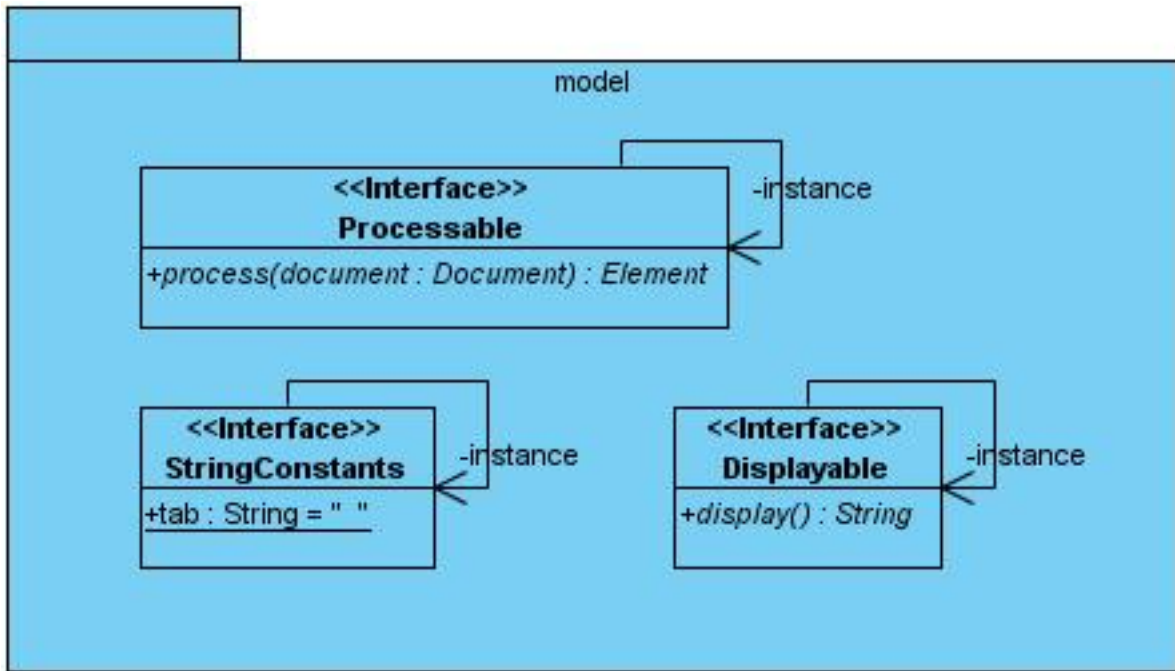 model
<<Interface>>
Processable
-instance
+process(document : Document) : Element
<<Interface>>
StringConstants
-instance
+tab : String = "  "
<<Interface>>
Displayable
-instance
+display() : String